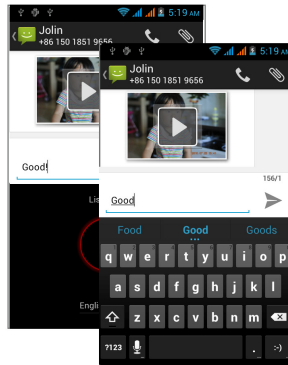 5:19 AM
Jolin
+86 150 1851 9656
Good!
Lis
Engli
5:19 AM
Jolin
+86 150 1851 9656
156/1
Good
Food Good Goods
q w e r t y u i o p
a s d f g h j k l
z x c v b n m
?123 . :-)